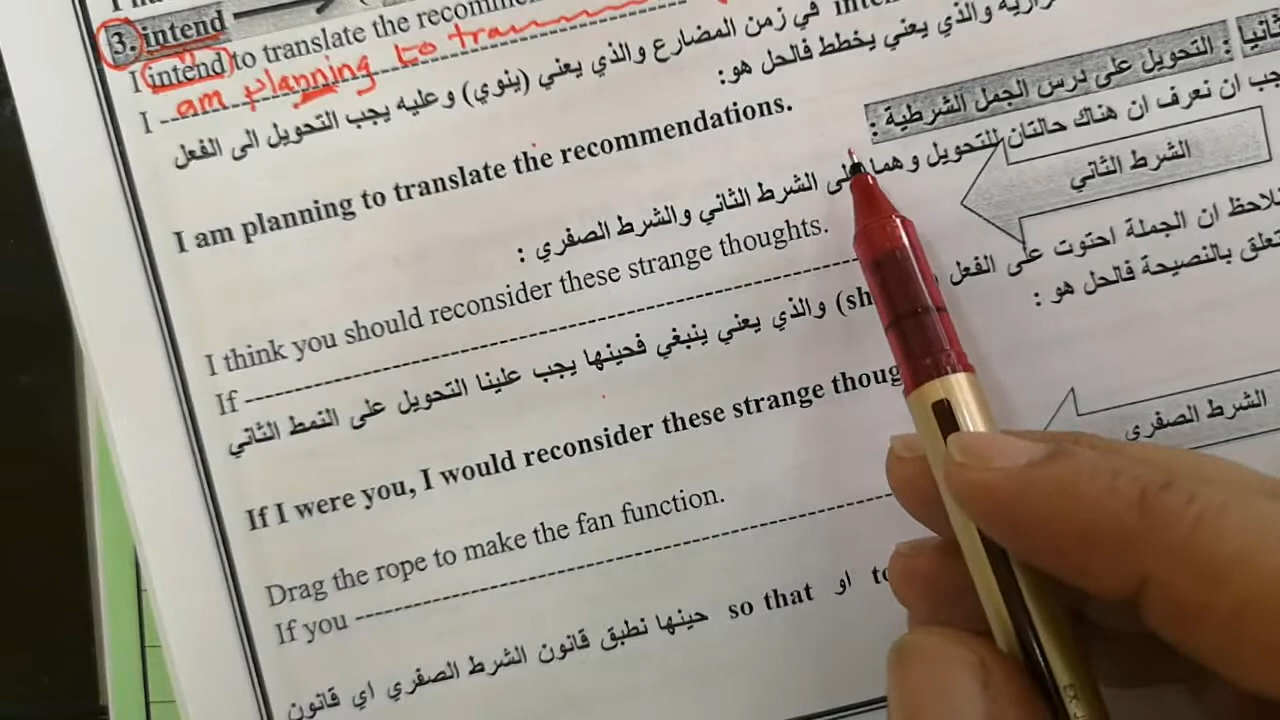 3. intend
I intend to translate the
I am planning to
في زمن المضارع والذي يعني (ينوي) وعليه يجب التحويل الى الفعل
والذي يعني يخطط فالحل هو:
I am planning to translate the recommendations.
ثانيا : التحويل على درس الجمل الشرطية :
يجب ان نعرف ان هناك حالتان للتحويل وهما على الشرط الثاني والشرط الصفري :
الشرط الثاني
I think you should reconsider these strange thoughts.
If
نلاحظ ان الجملة احتوت على الفعل (sh والذي يعني ينبغي فحينها يجب علينا التحويل على النمط الثاني
بالنصيحة فالحل هو :
If I were you, I would reconsider these strange thoug
الشرط الصفري
Drag the rope to make the fan function.
If you
to او so that حينها نطبق قانون الشرط الصفري اي قانون